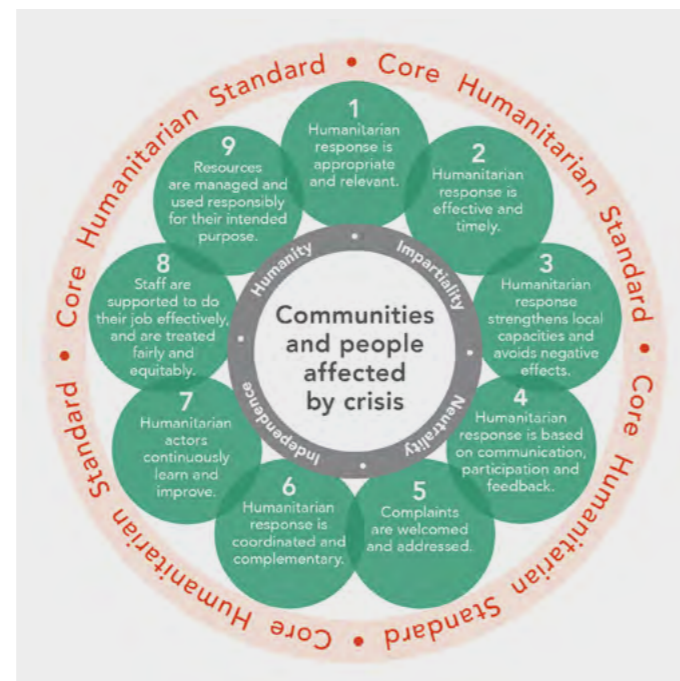 Core Humanitarian Standard • Core Humanitarian Standard • Core Humanitarian Standard • Core Humanitarian Standard •
1
Humanitarian
response is
appropriate
and relevant.
2
Humanitarian
response is
effective and
timely.
3
Humanitarian
response
strengthens local
capacities and
avoids negative
effects.
4
Humanitarian
response is based
on communication,
participation and
feedback.
5
Complaints
are welcomed
and addressed.
6
Humanitarian
response is
coordinated and
complementary.
7
Humanitarian
actors
continuously
learn and
improve.
8
Staff are
supported to do
their job effectively,
and are treated
fairly and
equitably.
9
Resources
are managed and
used responsibly
for their intended
purpose.
Humanity • Impartiality • Neutrality • Independence •
Communities
and people
affected
by crisis